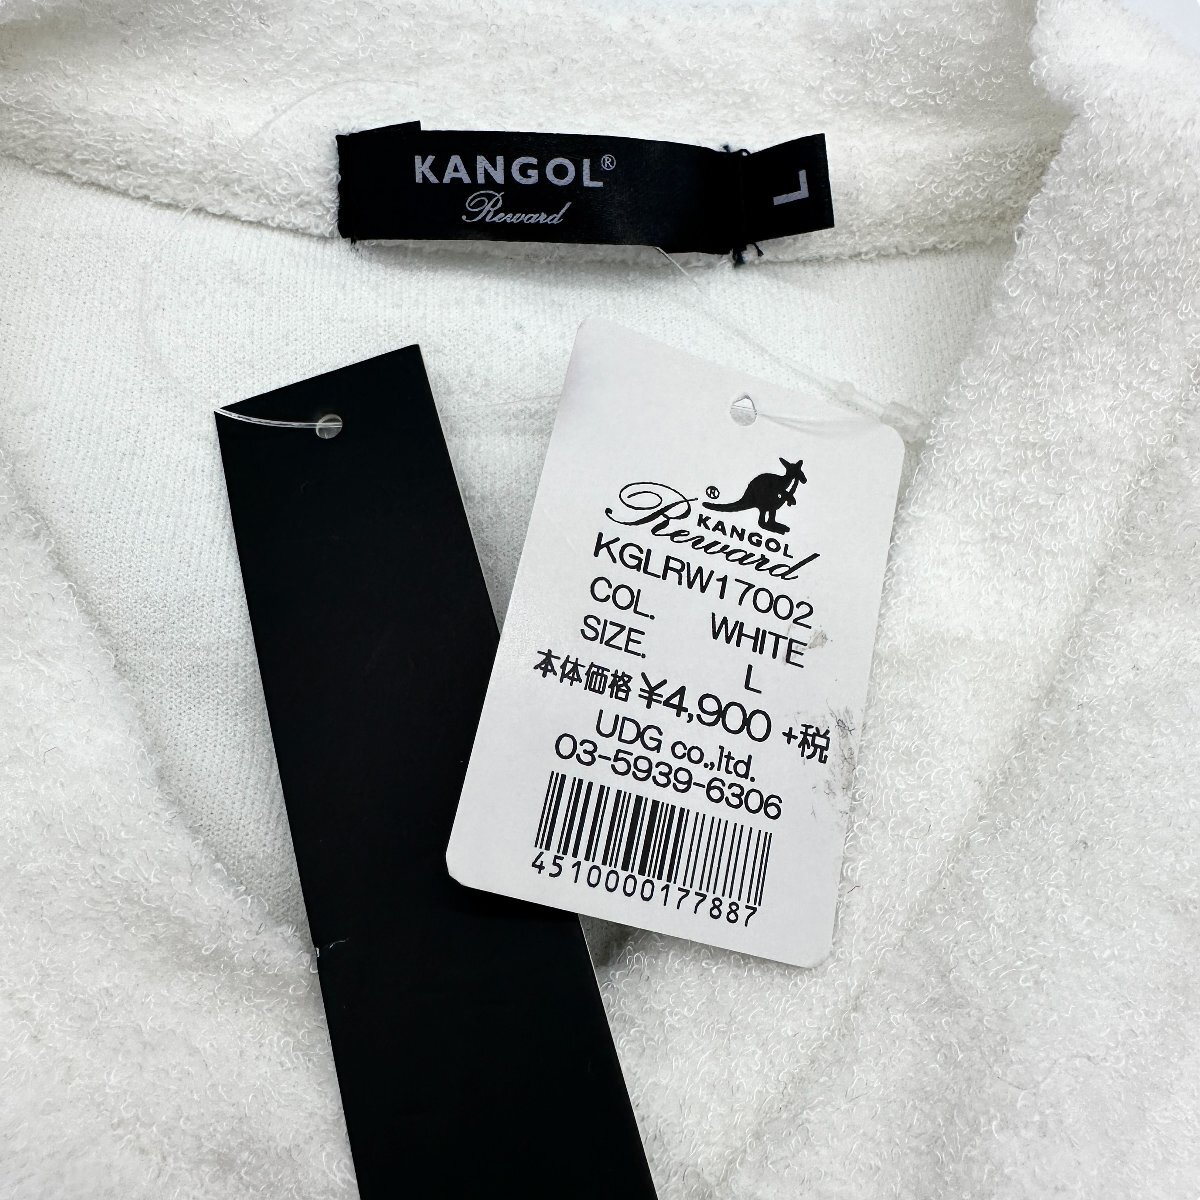 KANGOL®
Reward
L
®
KANGOL
Reward
KGLRW17002
COL. WHITE
SIZE. L
本体価格 ¥4,900 +税
UDG co.,ltd.
03-5939-6306
4510000177887